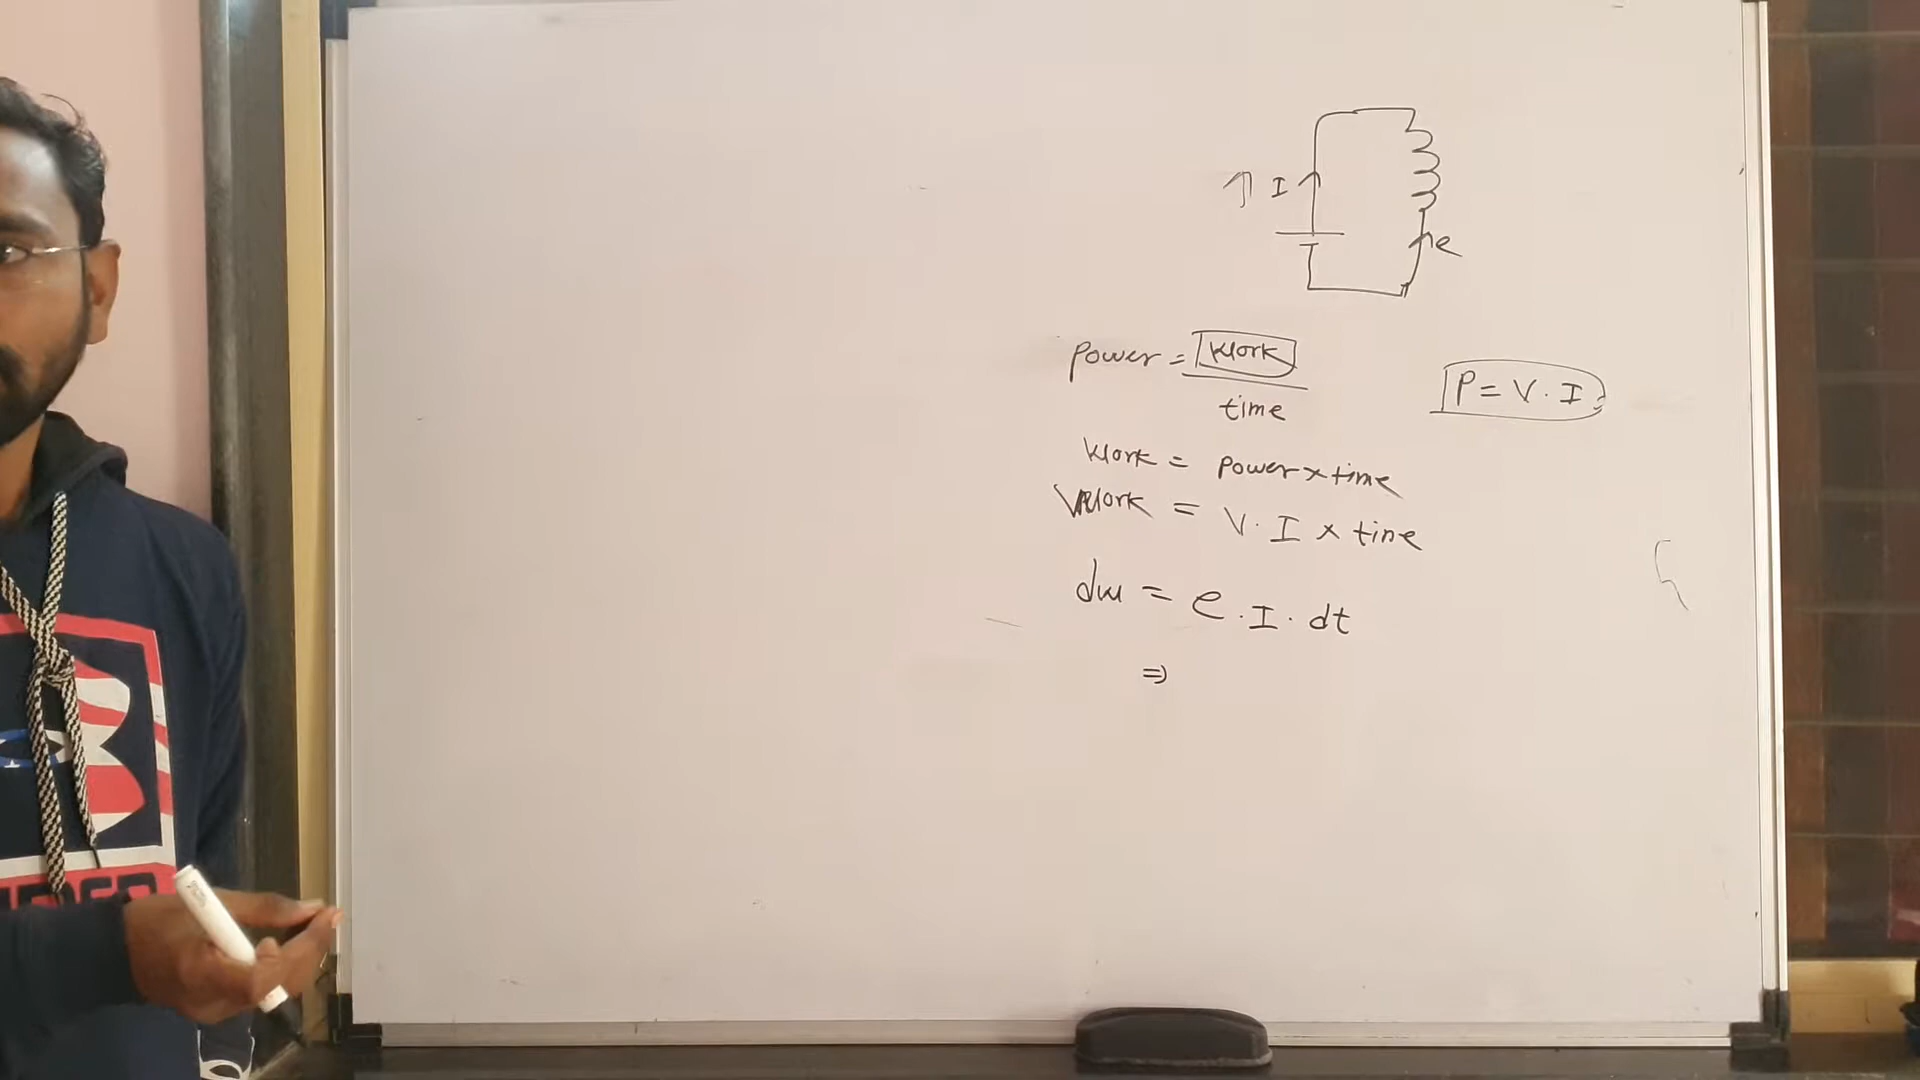 ↑ I
e
power = work
time
P = V · I
work = power × time
Work = V · I × time
dw = e · I · dt
⇒